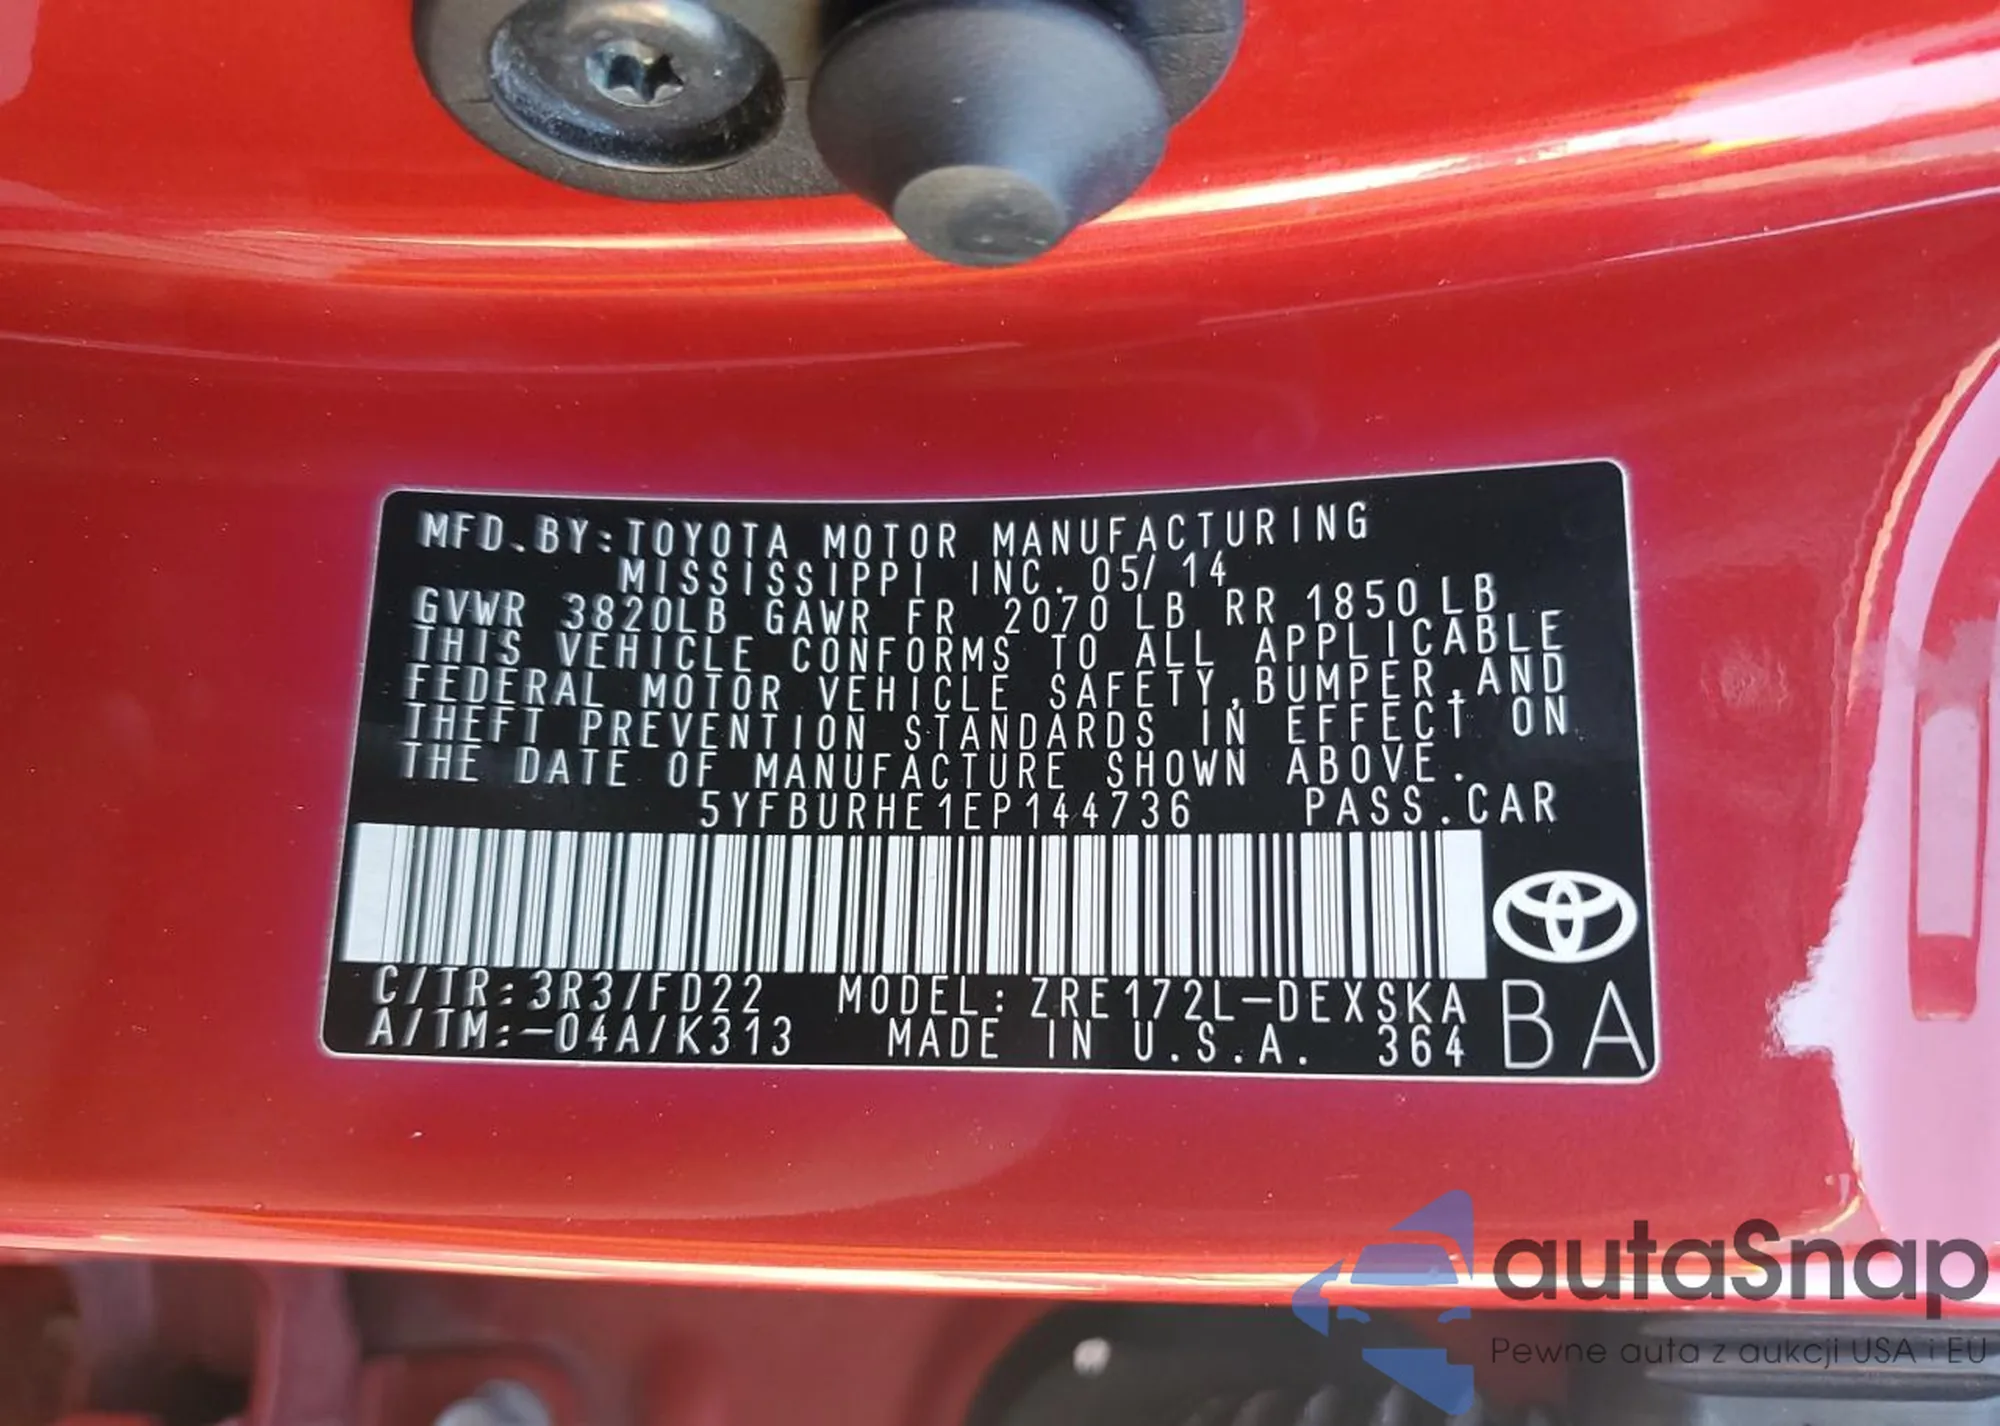 MFD.BY:TOYOTA MOTOR MANUFACTURING
MISSISSIPPI INC. 05/14
GVWR 3820LB GAWR FR 2070 LB RR 1850 LB
THIS VEHICLE CONFORMS TO ALL APPLICABLE
FEDERAL MOTOR VEHICLE SAFETY,BUMPER,AND
THEFT PREVENTION STANDARDS IN EFFECT ON
THE DATE OF MANUFACTURE SHOWN ABOVE.
5YFBURHE1EP144736 PASS.CAR
C/TR:3R3/FD22 MODEL:ZRE172L-DEXSKA
A/TM:-04A/K313 MADE IN U.S.A. 364
BA
autaSnap
Pewne auta z aukcji USA i EU